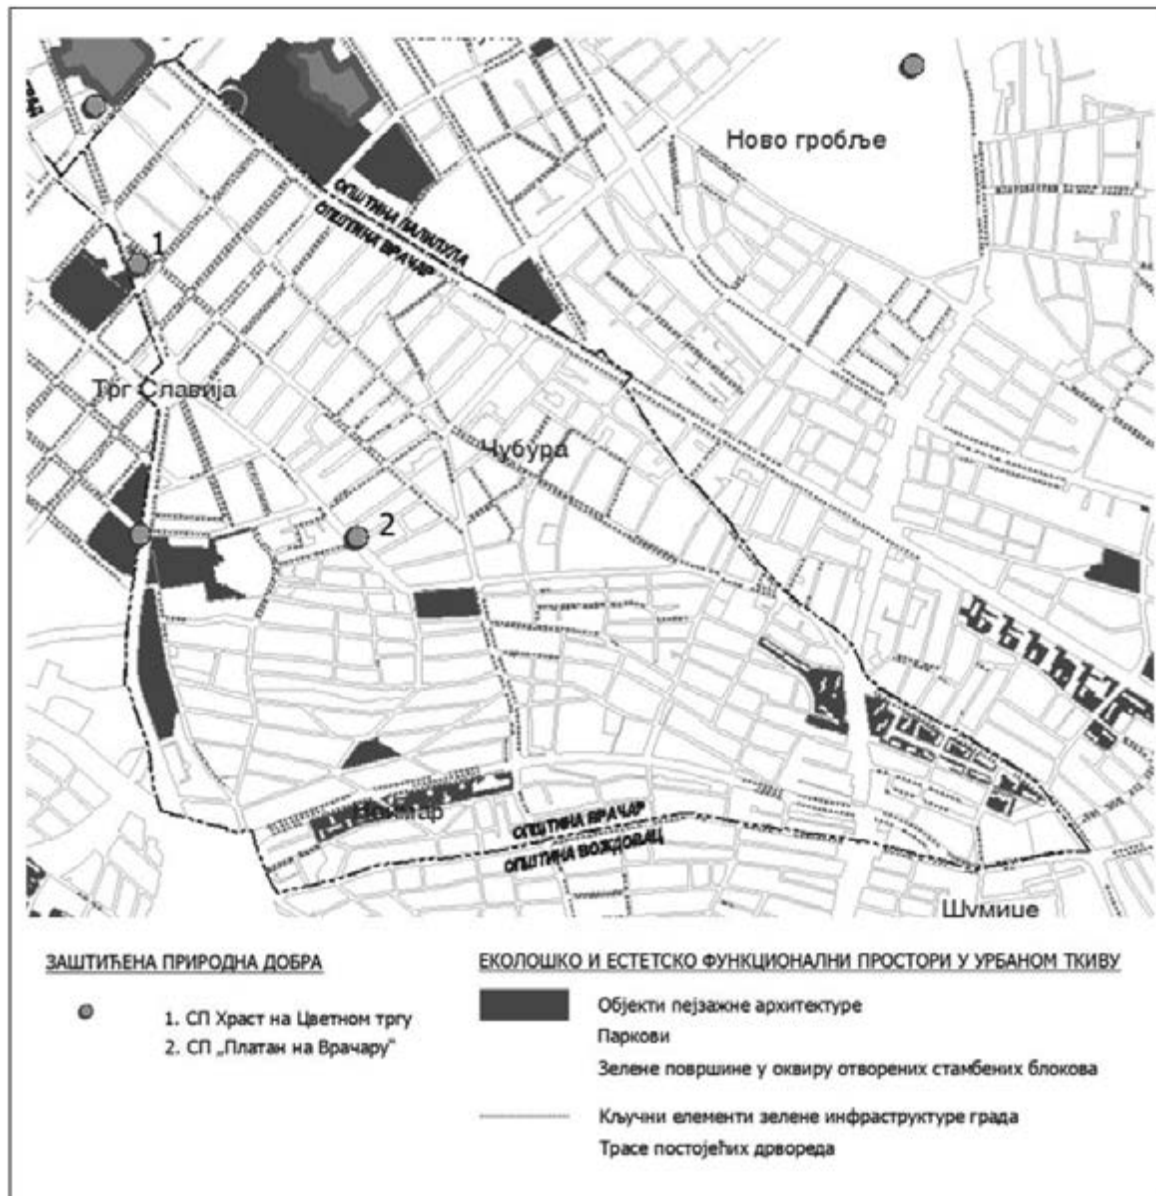 Ново гробље
ОПШТИНА ПАЛИЛУЛА
ОПШТИНА ВРАЧАР
1
Трг Славија
Чубура
2
ОПШТИНА ВРАЧАР
ОПШТИНА ВОЖДОВАЦ
Шумице
ЗАШТИЋЕНА ПРИРОДНА ДОБРА
1. СП Храст на Цветном тргу
2. СП „Платан на Врачару"
ЕКОЛОШКО И ЕСТЕТСКО ФУНКЦИОНАЛНИ ПРОСТОРИ У УРБАНОМ ТКИВУ
Објекти пејзажне архитектуре
Паркови
Зелене површине у оквиру отворених стамбених блокова
Кључни елементи зелене инфраструктуре града
Трасе постојећих дрвореда